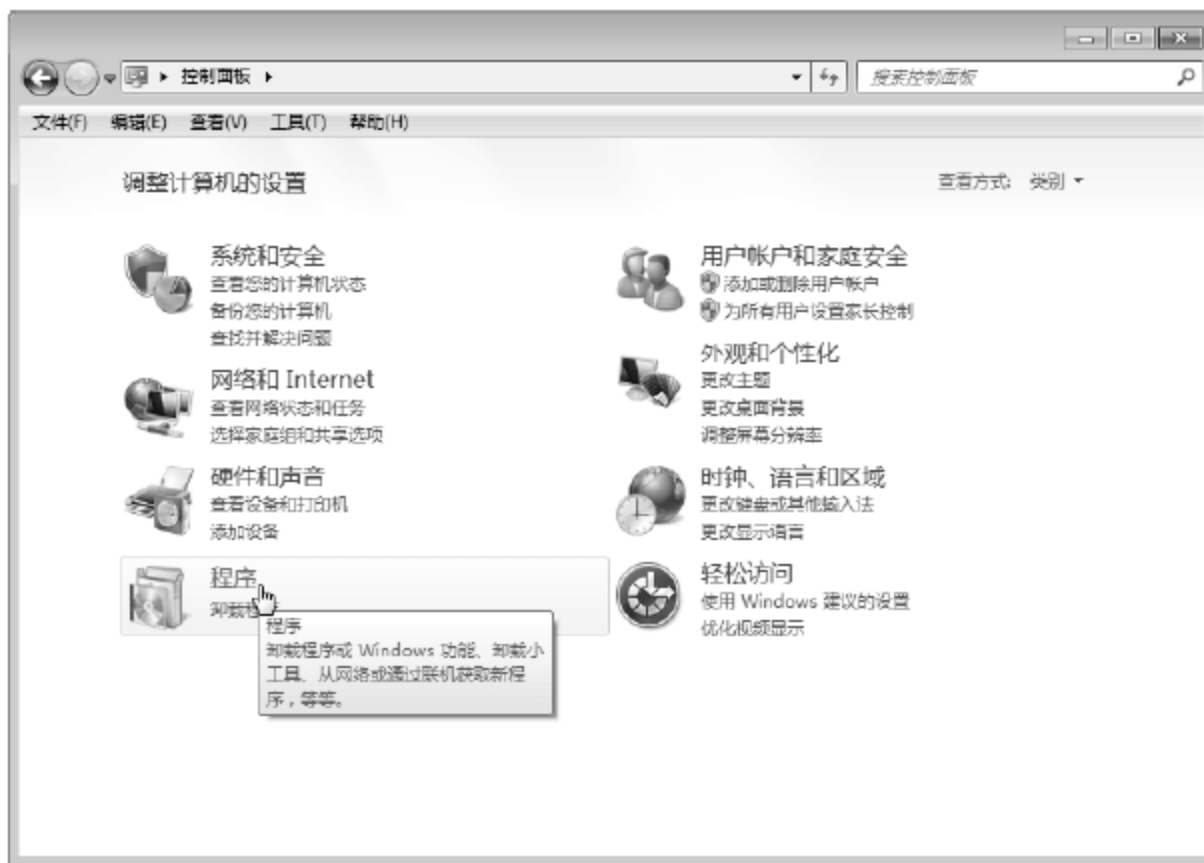 控制面板
搜索控制面板
文件(F) 编辑(E) 查看(V) 工具(T) 帮助(H)
调整计算机的设置
查看方式: 类别
系统和安全
查看您的计算机状态
备份您的计算机
查找并解决问题
网络和 Internet
查看网络状态和任务
选择家庭组和共享选项
硬件和声音
查看设备和打印机
添加设备
程序
卸载程
程序
卸载程序或 Windows 功能、卸载小
工具、从网络或通过联机获取新程
序,等等。
用户帐户和家庭安全
添加或删除用户帐户
为所有用户设置家长控制
外观和个性化
更改主题
更改桌面背景
调整屏幕分辨率
时钟、语言和区域
更改键盘或其他输入法
更改显示语言
轻松访问
使用 Windows 建议的设置
优化视频显示